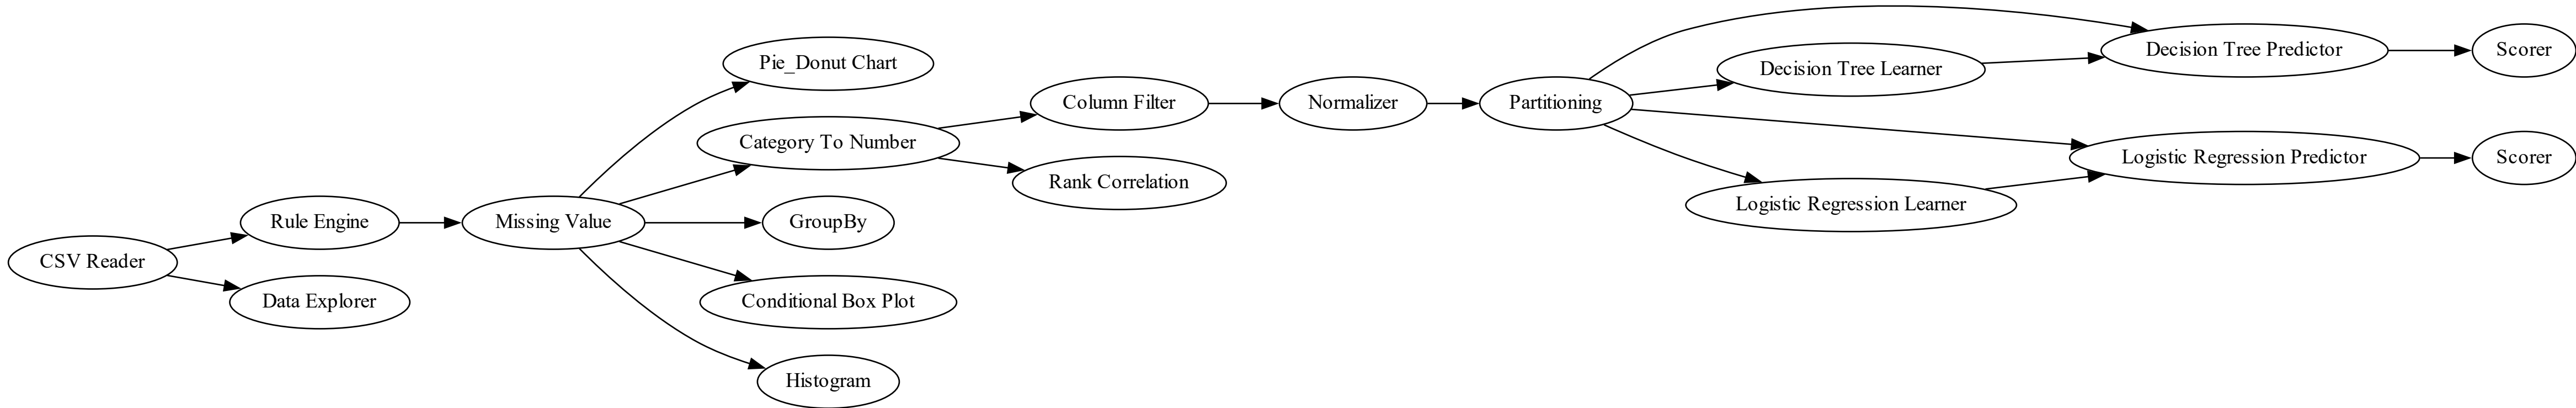 CSV Reader
Rule Engine
Data Explorer
Missing Value
Pie_Donut Chart
Category To Number
GroupBy
Conditional Box Plot
Histogram
Column Filter
Rank Correlation
Normalizer
Partitioning
Decision Tree Learner
Logistic Regression Learner
Decision Tree Predictor
Logistic Regression Predictor
Scorer
Scorer